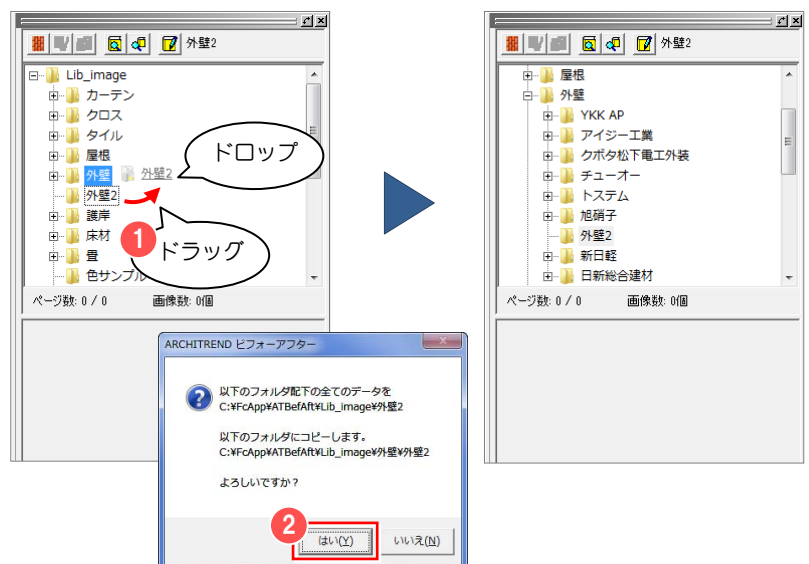 外壁2
Lib_image
カーテン
クロス
タイル
屋根
外壁 外壁2
外壁2
護岸
床材
畳
色サンプル
ドロップ
1
ドラッグ
ページ数: 0 / 0 画像数: 0個
ARCHITREND ビフォーアフター
以下のフォルダ配下の全てのデータを
C:¥FcApp¥ATBefAft¥Lib_image¥外壁2
以下のフォルダにコピーします。
C:¥FcApp¥ATBefAft¥Lib_image¥外壁¥外壁2
よろしいですか？
2
はい(Y) いいえ(N)
外壁2
屋根
外壁
YKK AP
アイジー工業
クボタ松下電工外装
チューオー
トステム
旭硝子
外壁2
新日軽
日新総合建材
ページ数: 0 / 0 画像数: 0個